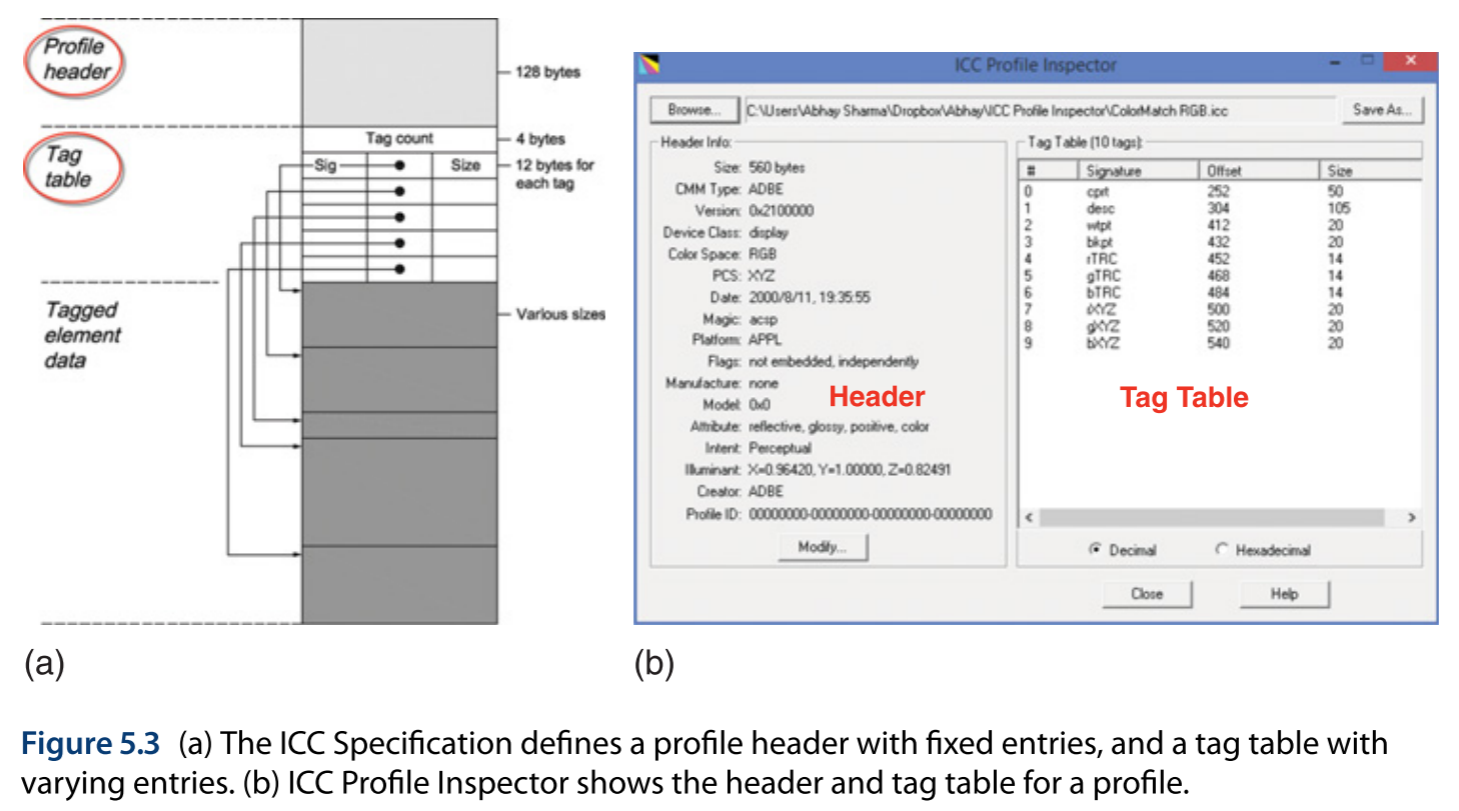 Profile
header
128 bytes
Tag count
4 bytes
Tag
table
Sig
Size
12 bytes for
each tag
Tagged
element
data
Various sizes
(a)
ICC Profile Inspector
Browse... C:\Users\Abhay Sharma\Dropbox\Abhay\ICC Profile Inspector\ColorMatch RGB.icc Save As...
Header Info:
Size: 560 bytes
CMM Type: ADBE
Version: 0x2100000
Device Class: display
Color Space: RGB
PCS: XYZ
Date: 2000/8/11, 19:35:55
Magic: acsp
Platform: APPL
Flags: not embedded, independently
Manufacture: none
Model: 0x0
Header
Attribute: reflective, glossy, positive, color
Intent: Perceptual
Illuminant: X=0.96420, Y=1.00000, Z=0.82491
Creator: ADBE
Profile ID: 00000000-00000000-00000000-00000000
Modify...
Tag Table (10 tags):
# Signature Offset Size
0 cprt 252 50
1 desc 304 105
2 wtpt 412 20
3 bkpt 432 20
4 rTRC 452 14
5 gTRC 468 14
6 bTRC 484 14
7 rXYZ 500 20
8 gXYZ 520 20
9 bXYZ 540 20
Tag Table
Decimal Hexadecimal
Close Help
(b)
Figure 5.3 (a) The ICC Specification defines a profile header with fixed entries, and a tag table with
varying entries. (b) ICC Profile Inspector shows the header and tag table for a profile.